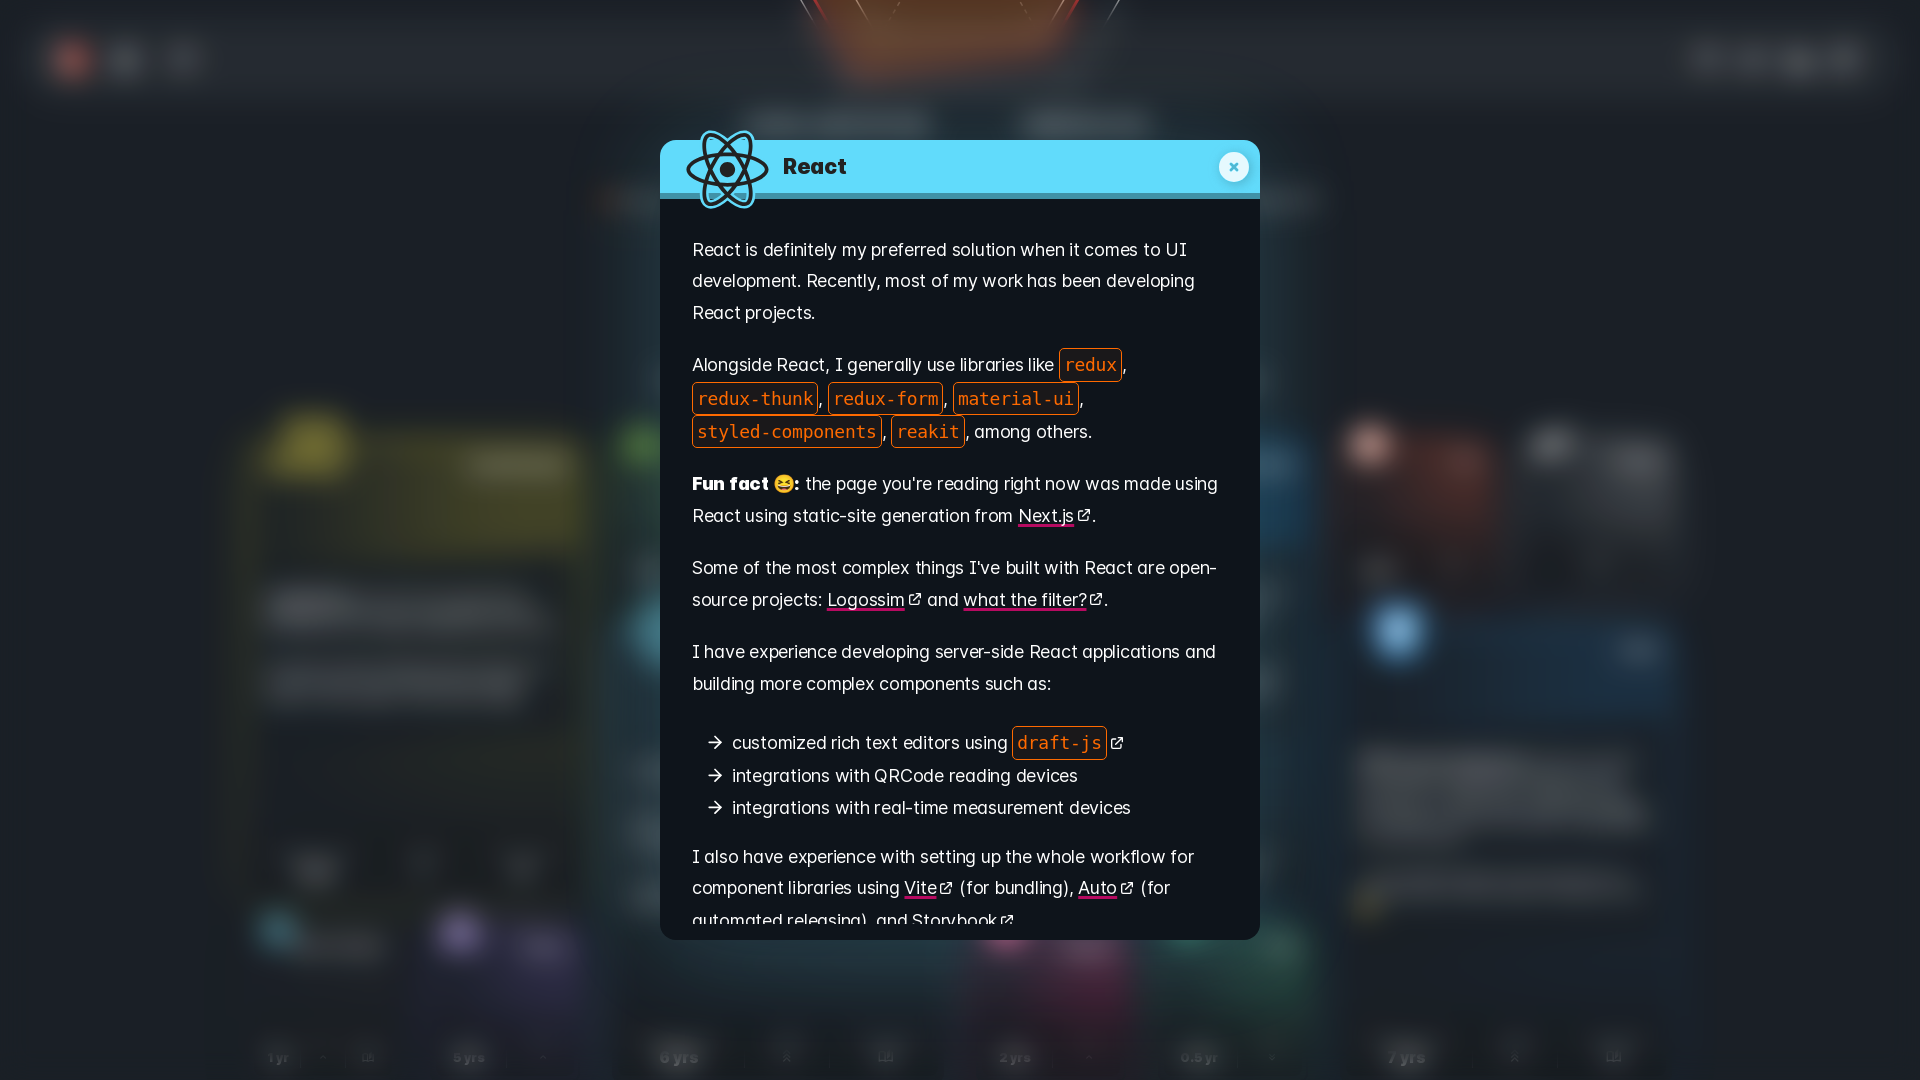 React
React is definitely my preferred solution when it comes to UI
development. Recently, most of my work has been developing
React projects.
Alongside React, I generally use libraries like redux,
redux-thunk, redux-form, material-ui,
styled-components, reakit, among others.
Fun fact 😆: the page you're reading right now was made using
React using static-site generation from Next.js.
Some of the most complex things I've built with React are open-
source projects: Logossim and what the filter?.
I have experience developing server-side React applications and
building more complex components such as:
→ customized rich text editors using draft-js
→ integrations with QRCode reading devices
→ integrations with real-time measurement devices
I also have experience with setting up the whole workflow for
component libraries using Vite (for bundling), Auto (for
automated releasing), and Storybook
1 yr
5 yrs
6 yrs
2 yrs
0.5 yr
7 yrs